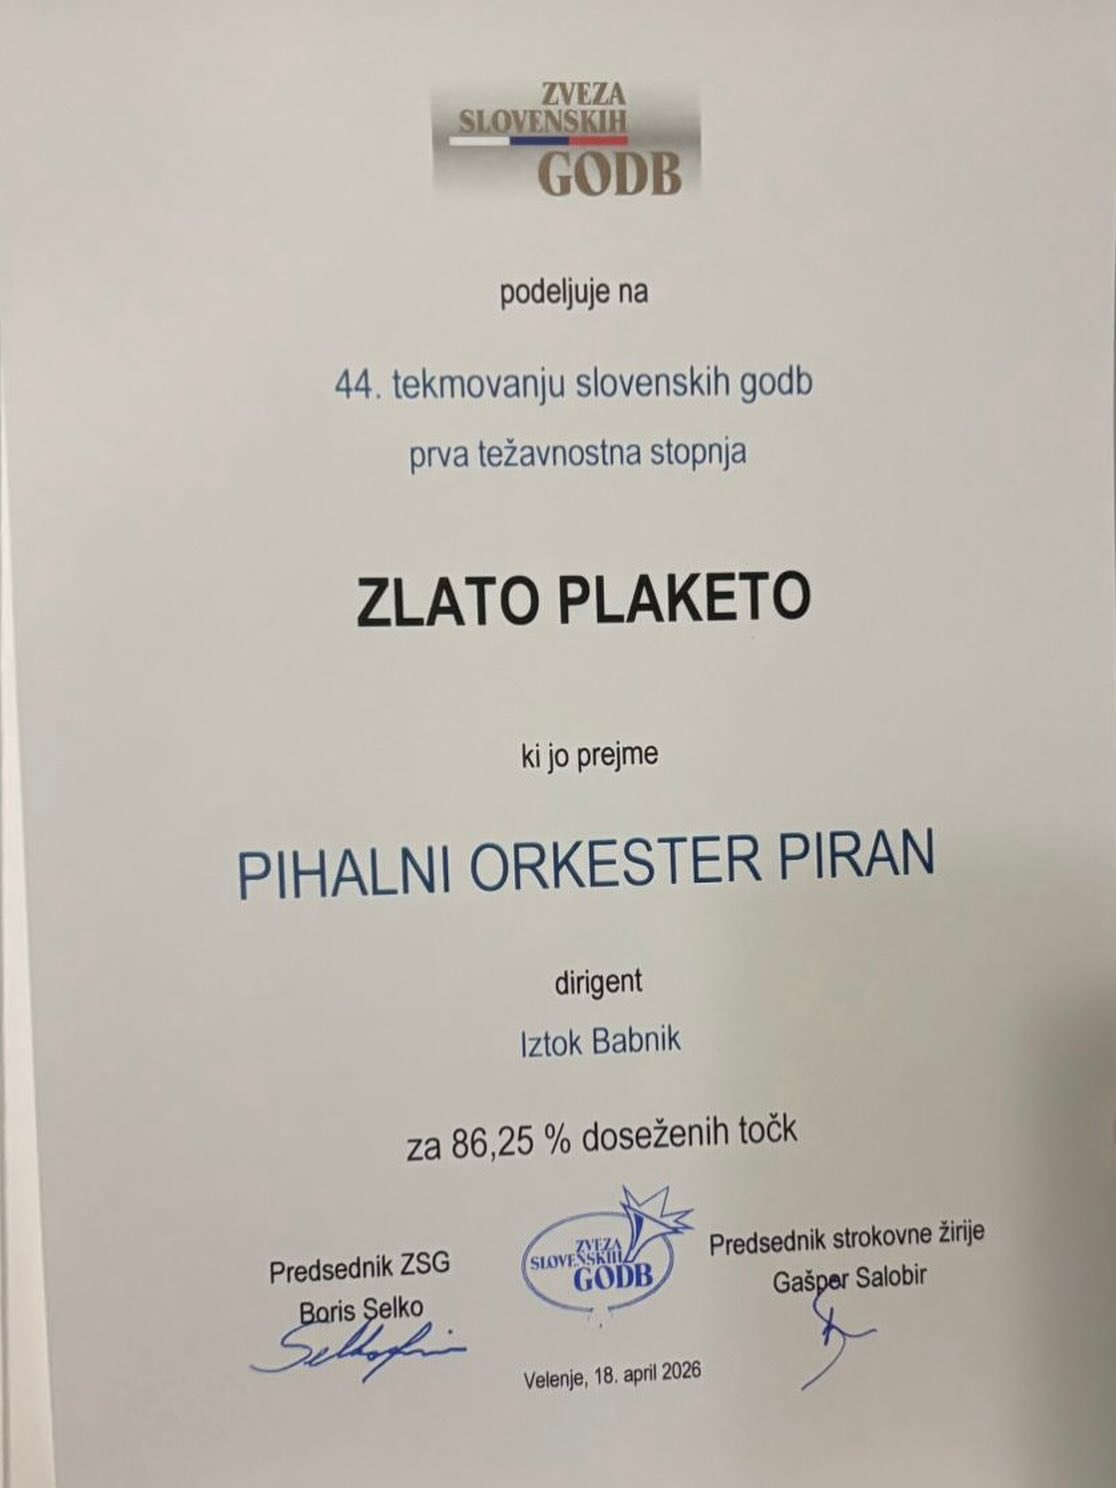 ZVEZA
SLOVENSKIH
GODB
podeljuje na
44. tekmovanju slovenskih godb
prva težavnostna stopnja
ZLATO PLAKETO
ki jo prejme
PIHALNI ORKESTER PIRAN
dirigent
Iztok Babnik
za 86,25 % doseženih točk
Predsednik ZSG
Boris Selko
ZVEZA
SLOVENSKIH
GODB
Predsednik strokovne žirije
Gašper Salobir
Velenje, 18. april 2026